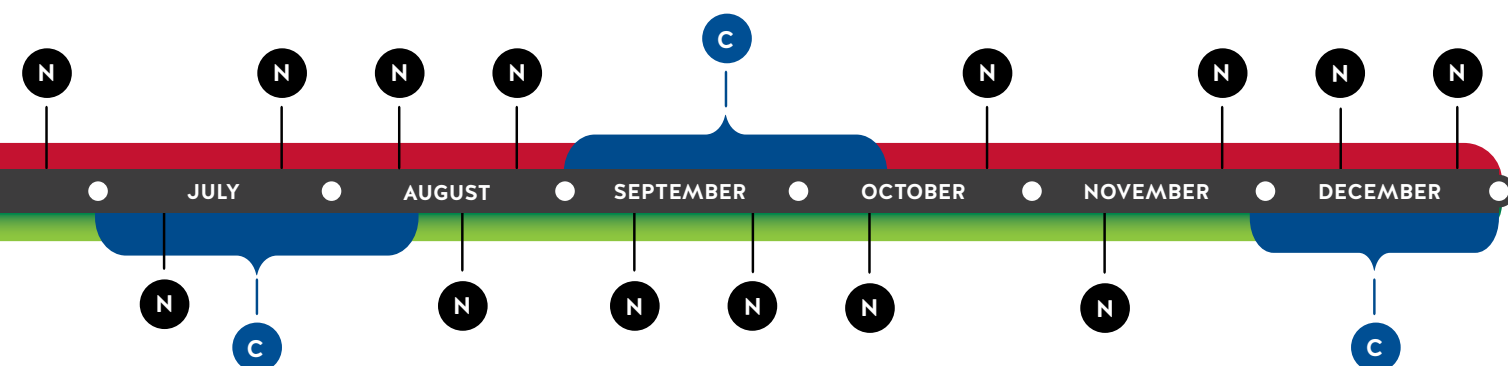 C
N N N N N N N N
JULY AUGUST SEPTEMBER OCTOBER NOVEMBER DECEMBER
N N N N N N
C C